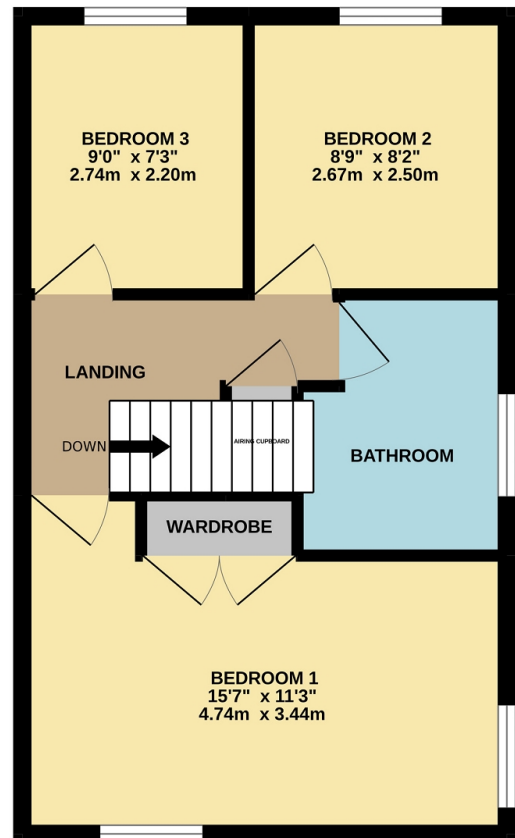 BEDROOM 3
9'0" x 7'3"
2.74m x 2.20m
BEDROOM 2
8'9" x 8'2"
2.67m x 2.50m
LANDING
DOWN
AIRING CUPBOARD
BATHROOM
WARDROBE
BEDROOM 1
15'7" x 11'3"
4.74m x 3.44m